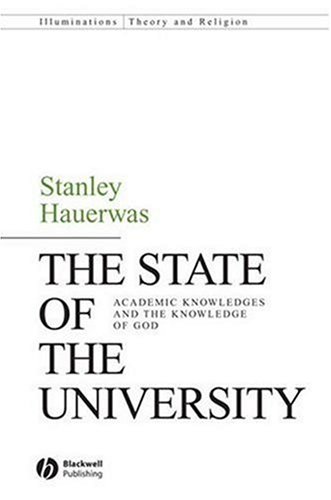 Illuminations: Theory and Religion
Stanley
Hauerwas
THE STATE
OF
ACADEMIC KNOWLEDGES
AND THE KNOWLEDGE
OF GOD
THE
UNIVERSITY
Blackwell
Publishing